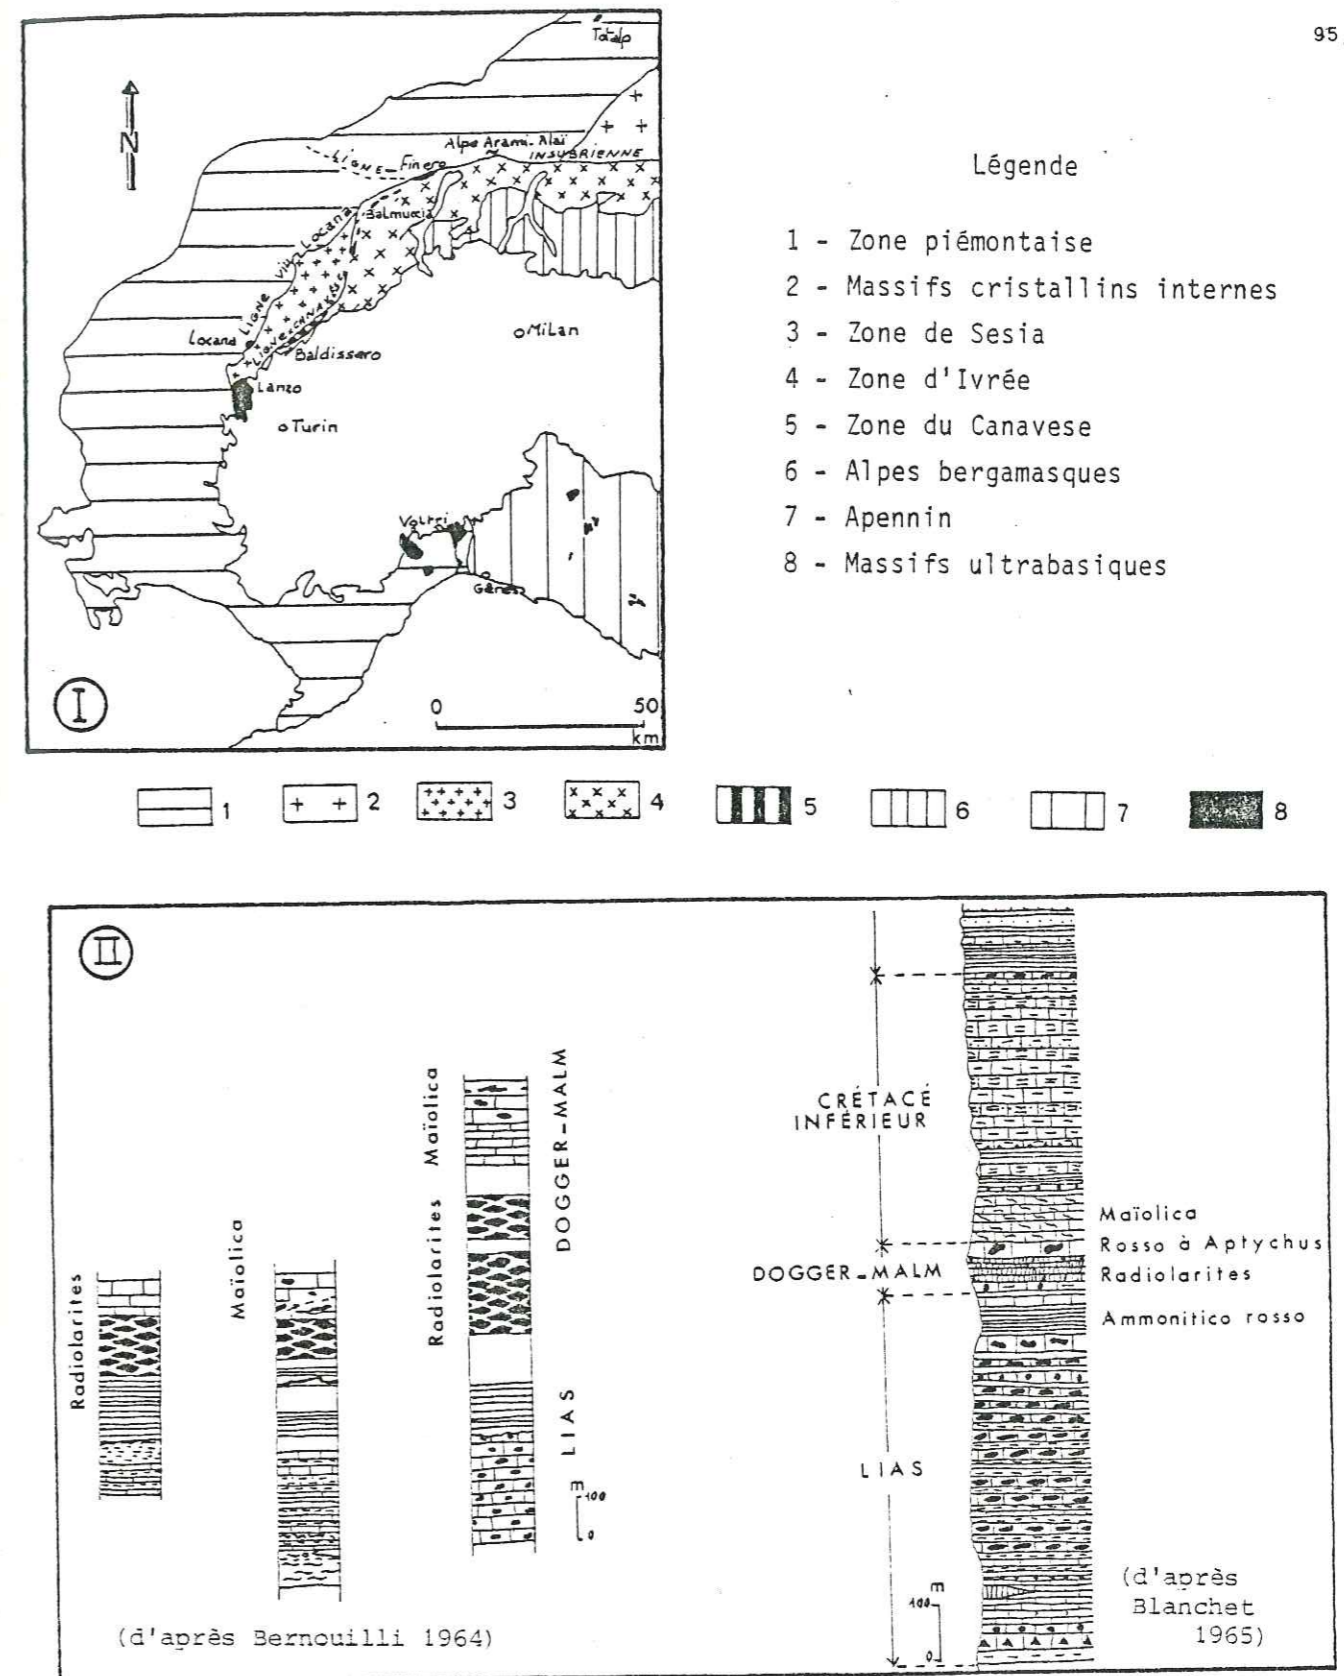 95
Totalp
N
Alpe Arami-Alaï
LIGNE
Finero
INSUBRIENNE
Balmuccia
LIGNE
Locana
Locana
Baldissero
Milan
Lanzo
Turin
Voltri
Gênes
I
0 50
km
Légende
1 - Zone piémontaise
2 - Massifs cristallins internes
3 - Zone de Sesia
4 - Zone d'Ivrée
5 - Zone du Canavese
6 - Alpes bergamasques
7 - Apennin
8 - Massifs ultrabasiques
1 2 3 4 5 6 7 8
II
Radiolarites
Maïolica
Radiolarites
Maïolica
DOGGER-MALM
LIAS
m
100
0
(d'après Bernouilli 1964)
CRÉTACÉ
INFÉRIEUR
DOGGER-MALM
LIAS
Maïolica
Rosso à Aptychus
Radiolarites
Ammonitico rosso
m
100
0
(d'après
Blanchet
1965)